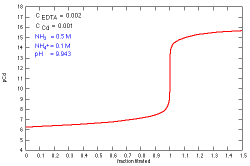 18
17
16
15
14
13
12
11
10
9
8
7
6
5
4
pCd
C EDTA = 0.002
C Cd = 0.001
NH3 = 0.5 M
NH4+ = 0.1 M
pH = 9.943
0 0.1 0.2 0.3 0.4 0.5 0.6 0.7 0.8 0.9 1 1.1 1.2 1.3 1.4 1.5
fraction titrated